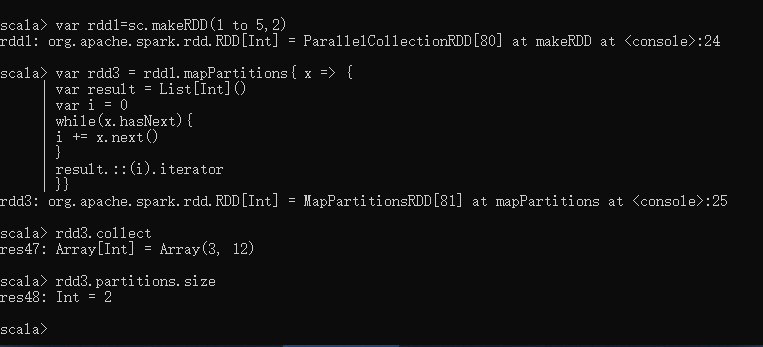 scala> var rdd1=sc.makeRDD(1 to 5,2)
rdd1: org.apache.spark.rdd.RDD[Int] = ParallelCollectionRDD[80] at makeRDD at <console>:24
scala> var rdd3 = rdd1.mapPartitions{ x => {
| var result = List[Int]()
| var i = 0
| while(x.hasNext){
| i += x.next()
| }
| result.::(i).iterator
| }}
rdd3: org.apache.spark.rdd.RDD[Int] = MapPartitionsRDD[81] at mapPartitions at <console>:25
scala> rdd3.collect
res47: Array[Int] = Array(3, 12)
scala> rdd3.partitions.size
res48: Int = 2
scala>